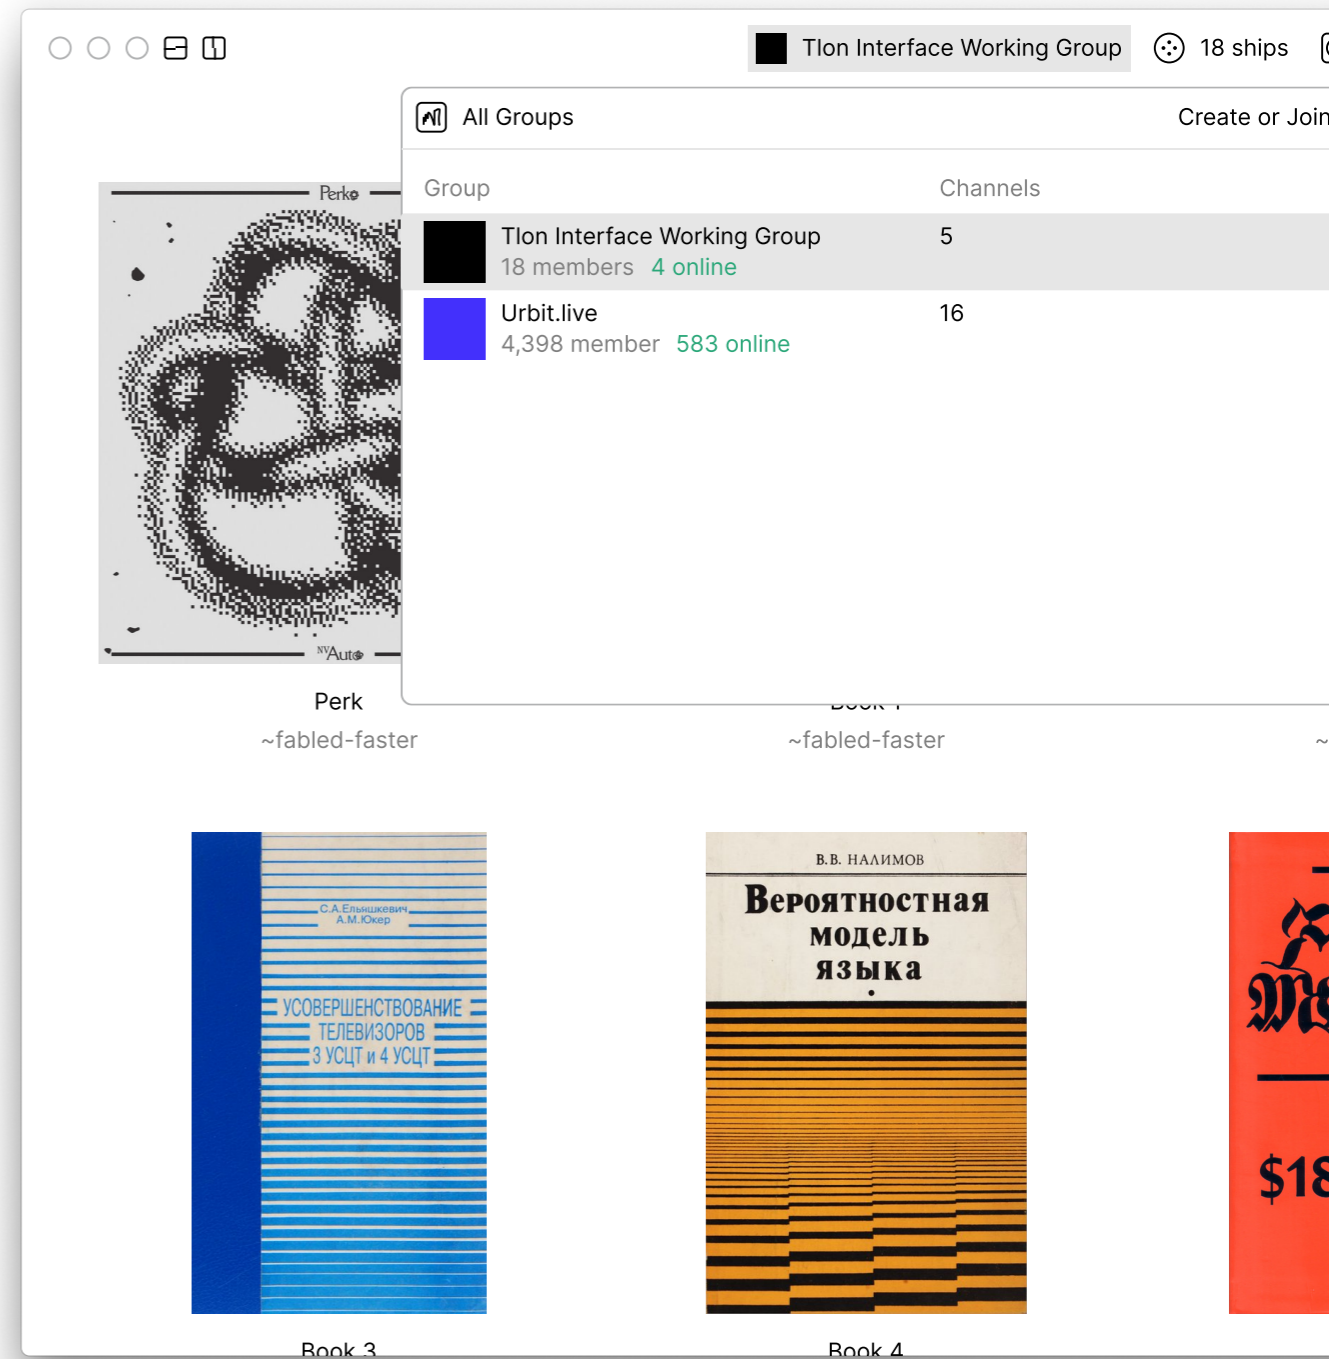 Tlon Interface Working Group
18 ships
All Groups
Create or Join
Group
Channels
Tlon Interface Working Group
5
18 members 4 online
Urbit.live
16
4,398 member 583 online
Perko
NVAuto
Perk
~fabled-faster
~fabled-faster
~
С.А.Ельяшкевич
А.М.Юкер
УСОВЕРШЕНСТВОВАНИЕ
ТЕЛЕВИЗОРОВ
3 УСЦТ и 4 УСЦТ
В.В. НАЛИМОВ
Вероятностная
модель
языка
$18
Book 3
Book 4